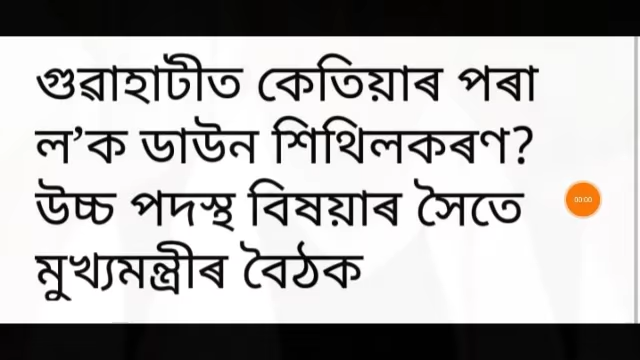 গুৱাহাটীত কেতিয়াৰ পৰা
ল’ক ডাউন শিথিলকৰণ?
উচ্চ পদস্থ বিষয়াৰ সৈতে
মুখ্যমন্ত্ৰীৰ বৈঠক
00:00